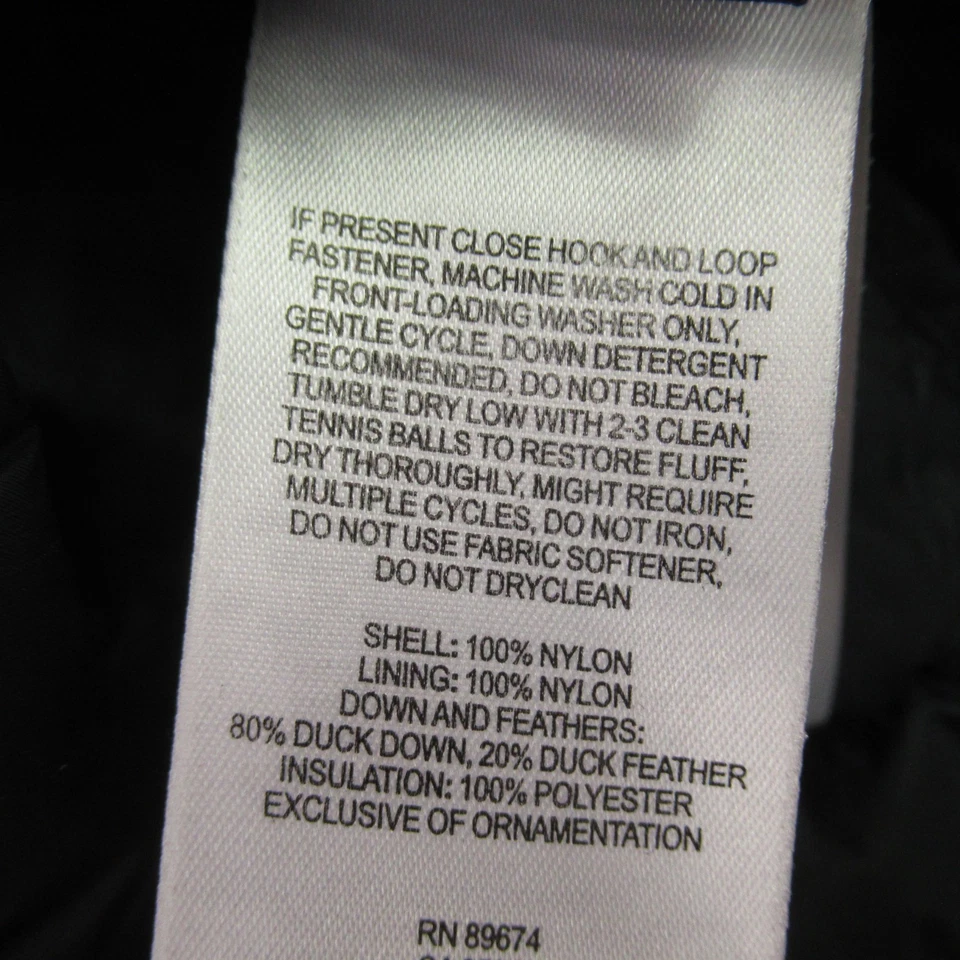 IF PRESENT CLOSE HOOK AND LOOP
FASTENER, MACHINE WASH COLD IN
FRONT-LOADING WASHER ONLY,
GENTLE CYCLE, DOWN DETERGENT
RECOMMENDED, DO NOT BLEACH,
TUMBLE DRY LOW WITH 2-3 CLEAN
TENNIS BALLS TO RESTORE FLUFF,
DRY THOROUGHLY, MIGHT REQUIRE
MULTIPLE CYCLES, DO NOT IRON,
DO NOT USE FABRIC SOFTENER,
DO NOT DRYCLEAN
SHELL: 100% NYLON
LINING: 100% NYLON
DOWN AND FEATHERS:
80% DUCK DOWN, 20% DUCK FEATHER
INSULATION: 100% POLYESTER
EXCLUSIVE OF ORNAMENTATION
RN 89674